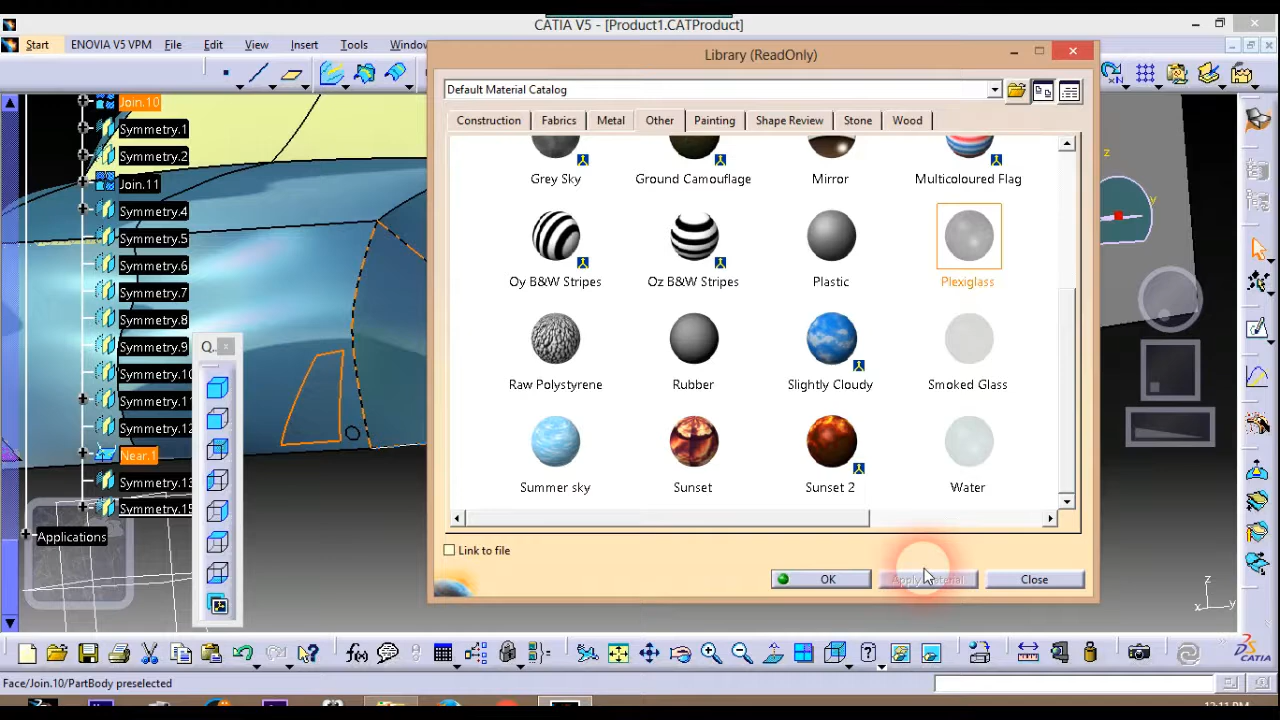 CATIA V5 - [Product1.CATProduct]
Start
ENOVIA V5 VPM
File
Edit
View
Insert
Tools
Window
Library (ReadOnly)
Default Material Catalog
Construction
Fabrics
Metal
Other
Painting
Shape Review
Stone
Wood
Grey Sky
Ground Camouflage
Mirror
Multicoloured Flag
Oy B&W Stripes
Oz B&W Stripes
Plastic
Plexiglass
Raw Polystyrene
Rubber
Slightly Cloudy
Smoked Glass
Summer sky
Sunset
Sunset 2
Water
Link to file
OK
Apply Material
Close
Join.10
Symmetry.1
Symmetry.2
Join.11
Symmetry.4
Symmetry.5
Symmetry.6
Symmetry.7
Symmetry.8
Symmetry.9
Symmetry.10
Symmetry.11
Symmetry.12
Near.1
Symmetry.13
Symmetry.15
Applications
Q...
z
y
z
x
y
f(x)
Face/Join.10/PartBody preselected
CATIA